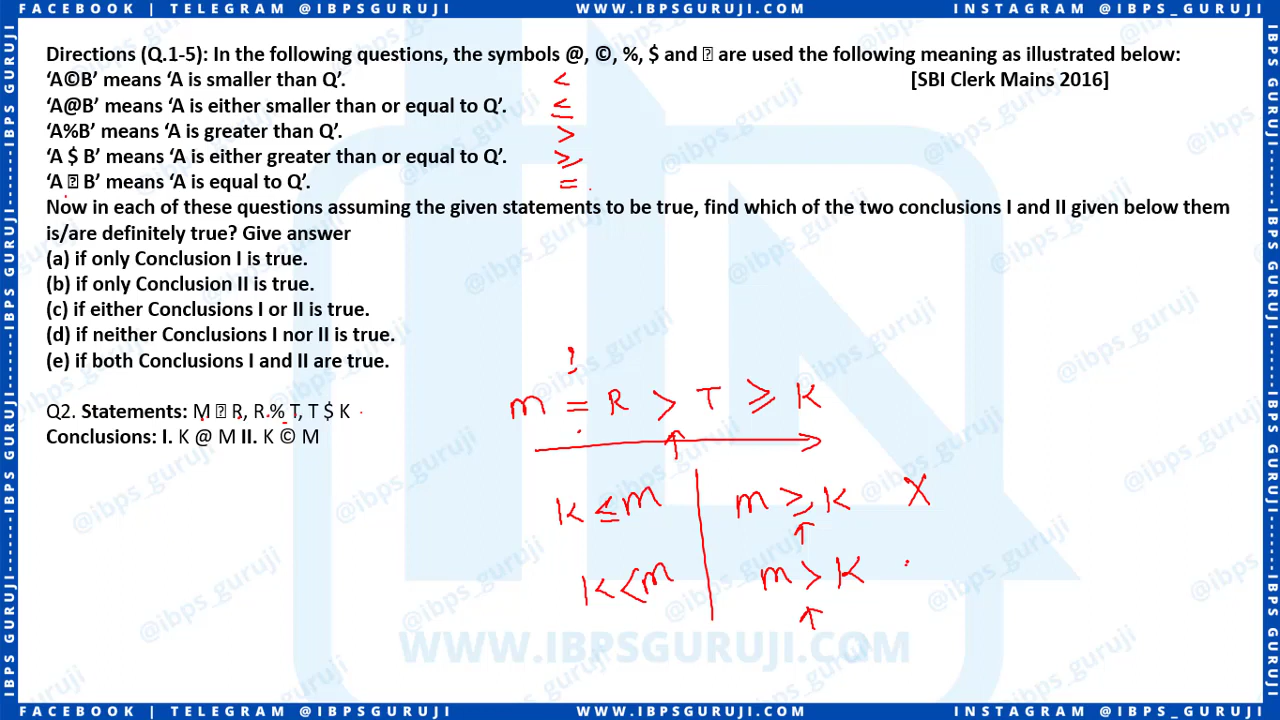 FACEBOOK | TELEGRAM @IBPSGURUJI WWW.IBPSGURUJI.COM INSTAGRAM @IBPS_GURUJI
Directions (Q.1-5): In the following questions, the symbols @, ©, %, $ and are used the following meaning as illustrated below:
‘A©B’ means ‘A is smaller than Q’. < [SBI Clerk Mains 2016]
‘A@B’ means ‘A is either smaller than or equal to Q’. ≤
‘A%B’ means ‘A is greater than Q’. >
‘A $ B’ means ‘A is either greater than or equal to Q’. ≥
‘A B’ means ‘A is equal to Q’. =
Now in each of these questions assuming the given statements to be true, find which of the two conclusions I and II given below them
is/are definitely true? Give answer
(a) if only Conclusion I is true.
(b) if only Conclusion II is true.
(c) if either Conclusions I or II is true.
(d) if neither Conclusions I nor II is true.
(e) if both Conclusions I and II are true.
m = R > T ≥ K
Q2. Statements: M R, R % T, T $ K
Conclusions: I. K @ M II. K © M
K ≤ m m ≥ K X
K < m m > K
WWW.IBPSGURUJI.COM
FACEBOOK | TELEGRAM @IBPSGURUJI WWW.IBPSGURUJI.COM INSTAGRAM @IBPS_GURUJI